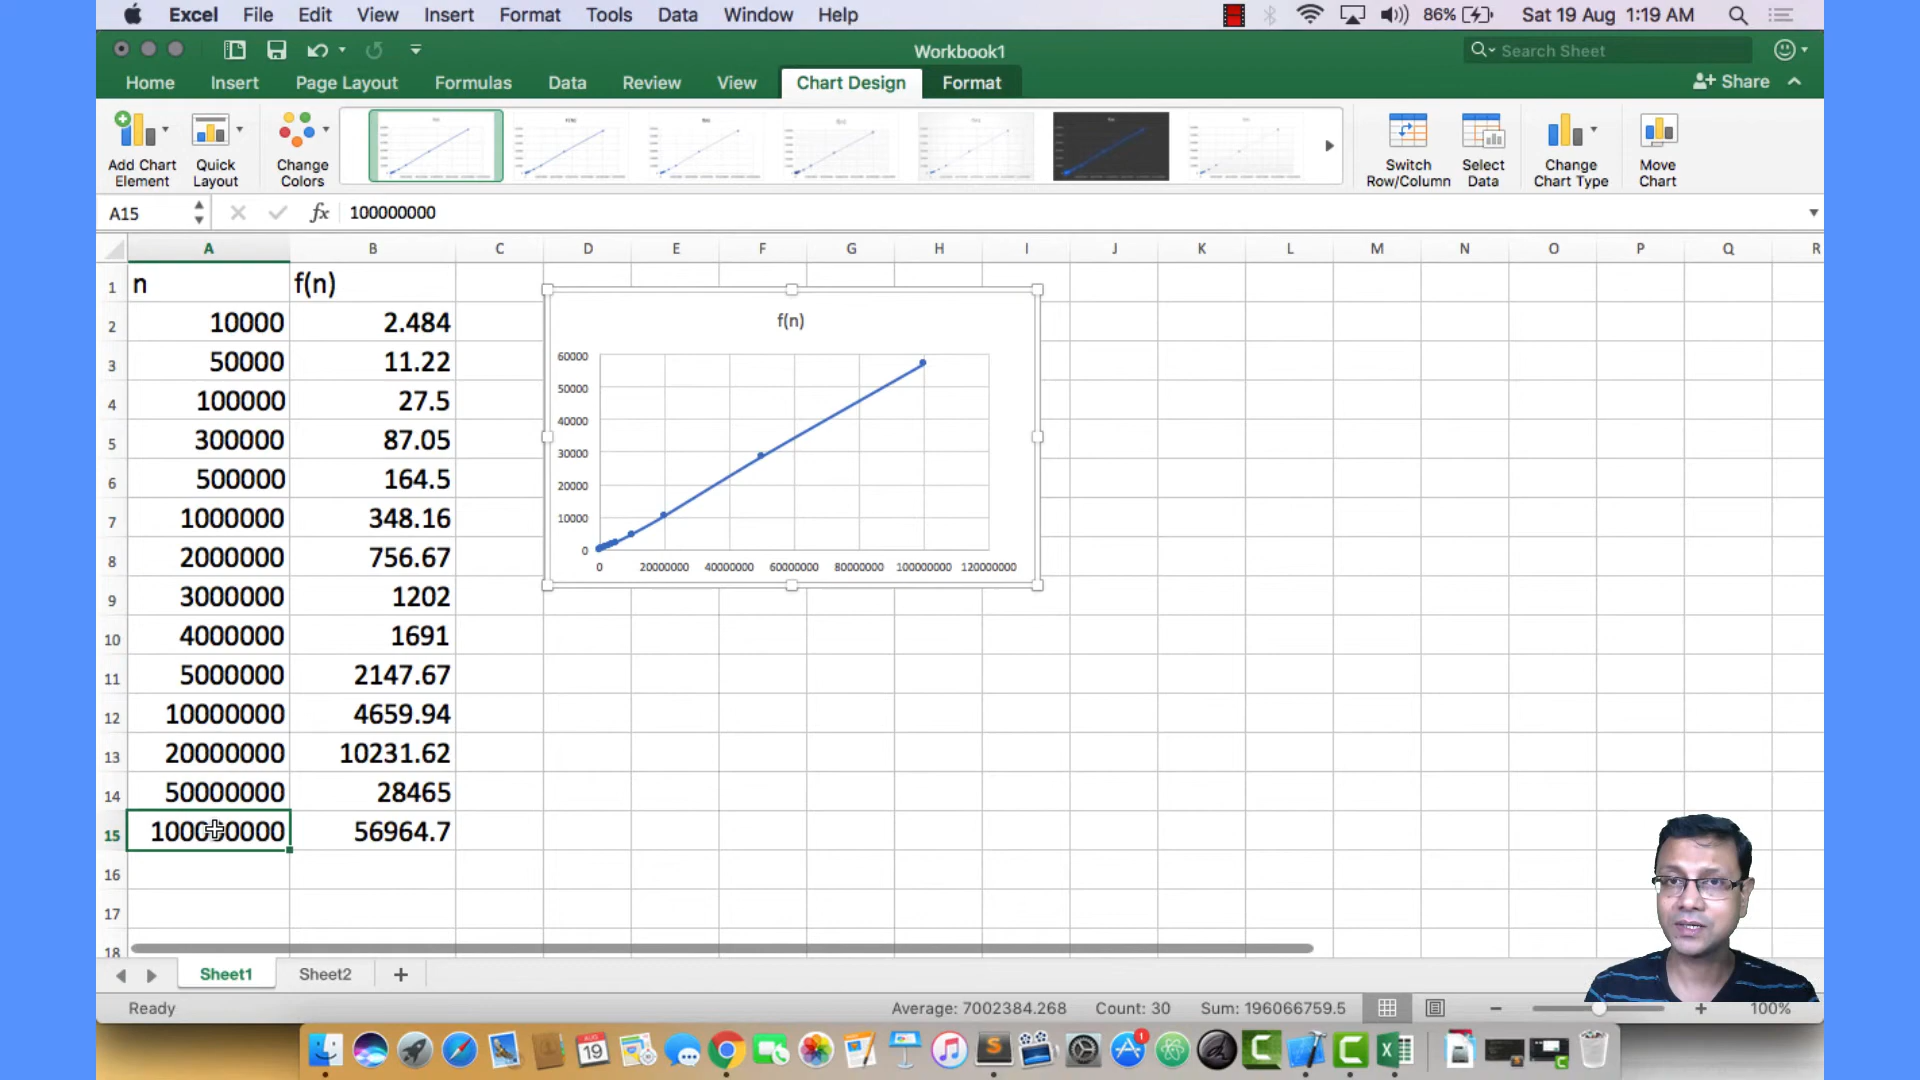 Excel File Edit View Insert Format Tools Data Window Help 86% Sat 19 Aug 1:19 AM
Workbook1
Search Sheet
Home Insert Page Layout Formulas Data Review View Chart Design Format Share
Add Chart Element
Quick Layout
Change Colors
Switch Row/Column
Select Data
Change Chart Type
Move Chart
A15 fx 100000000
A B C D E F G H I J K L M N O P Q R
1 n f(n)
2 10000 2.484
3 50000 11.22
4 100000 27.5
5 300000 87.05
6 500000 164.5
7 1000000 348.16
8 2000000 756.67
9 3000000 1202
10 4000000 1691
11 5000000 2147.67
12 10000000 4659.94
13 20000000 10231.62
14 50000000 28465
15 100000000 56964.7
16
17
18
f(n)
60000
50000
40000
30000
20000
10000
0
0 20000000 40000000 60000000 80000000 100000000 120000000
Sheet1 Sheet2 +
Ready Average: 7002384.268 Count: 30 Sum: 196066759.5 100%
19
1